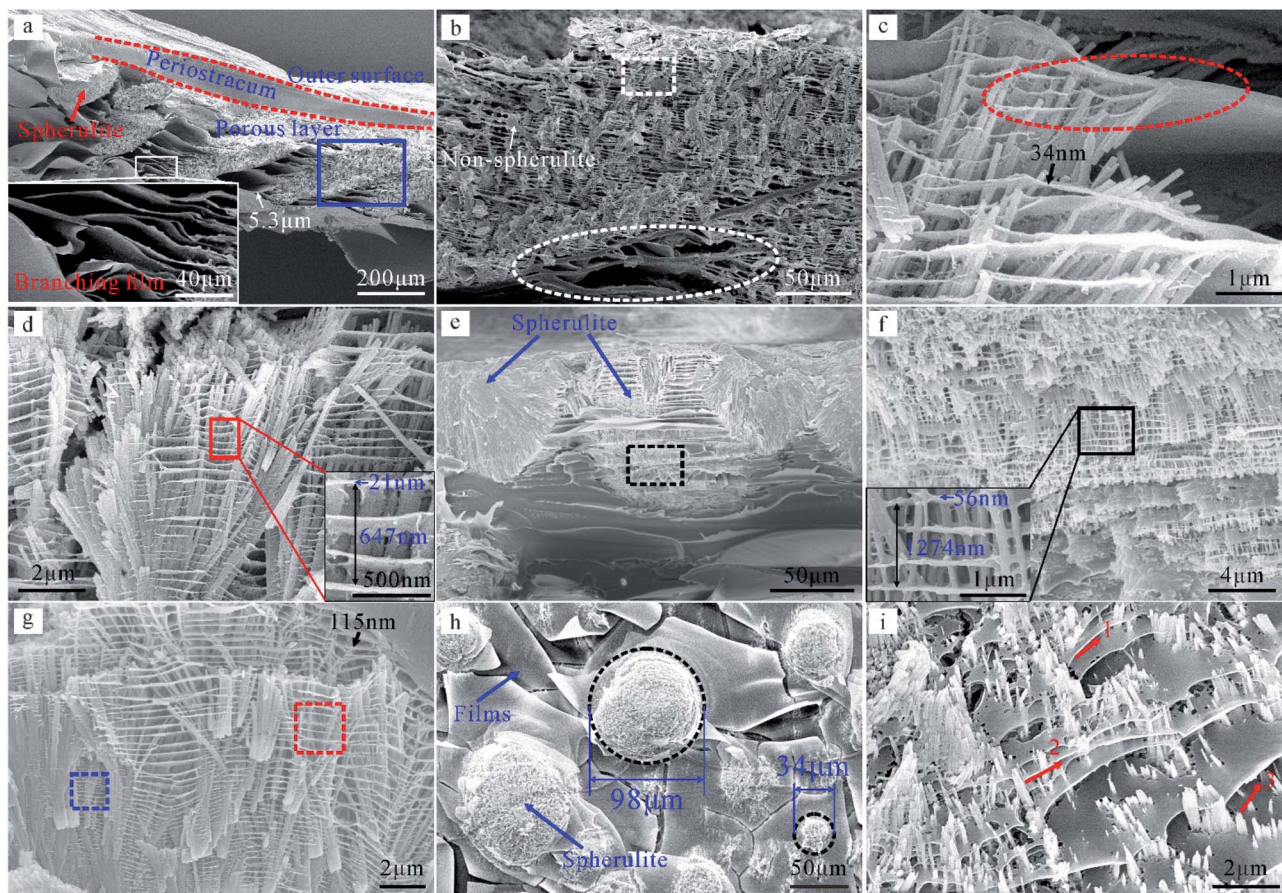 a
Periostracum
Outer surface
Spherulite
Porous layer
5.3μm
Branching film
40μm
200μm
b
Non-spherulite
50μm
c
34nm
1μm
d
21nm
647nm
500nm
2μm
e
Spherulite
50μm
f
56nm
1274nm
1μm
4μm
g
115nm
2μm
h
Films
98μm
34μm
Spherulite
50μm
i
1
2
3
2μm